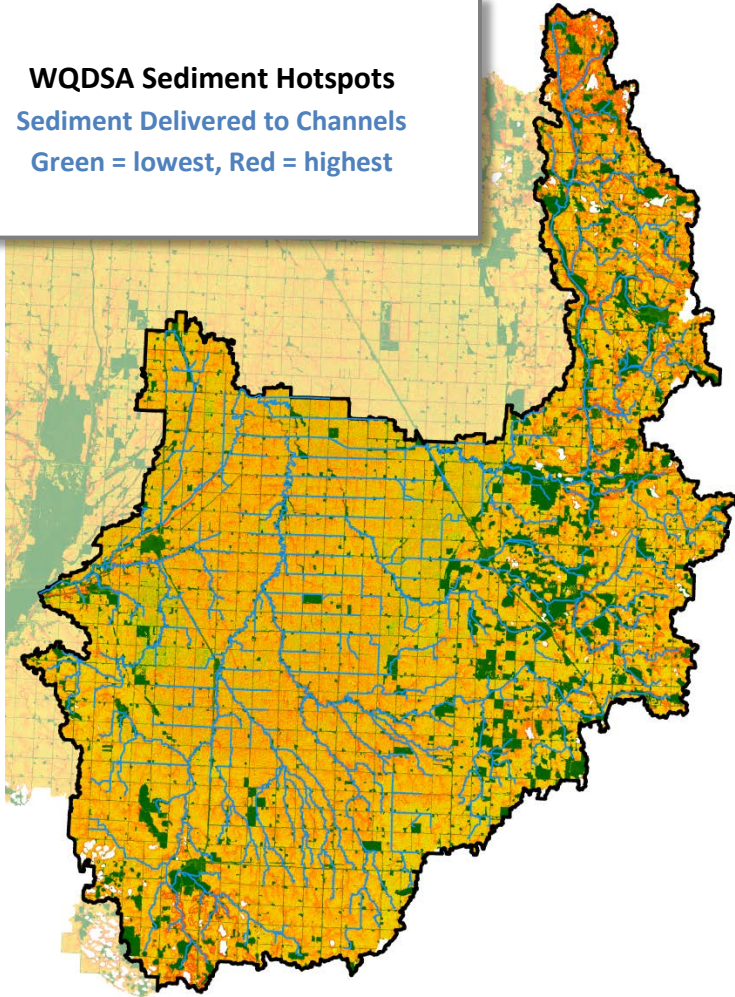 WQDSA Sediment Hotspots
Sediment Delivered to Channels
Green = lowest, Red = highest